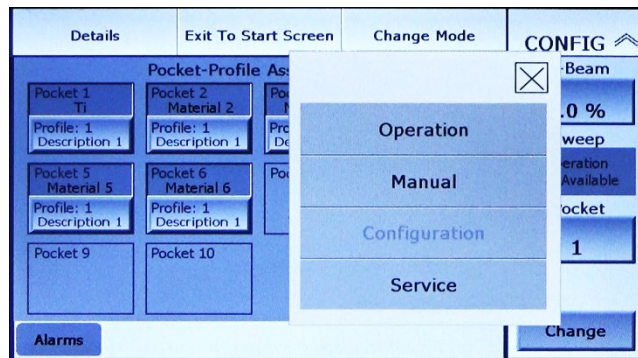 Details
Exit To Start Screen
Change Mode
CONFIG
Pocket-Profile
Pocket 1
Ti
Profile: 1
Description 1
Pocket 2
Material 2
Profile: 1
Description 1
Pocket 5
Material 5
Profile: 1
Description 1
Pocket 6
Material 6
Profile: 1
Description 1
Pocket 9
Pocket 10
Operation
Manual
Configuration
Service
Beam
.0 %
Available
1
Change
Alarms